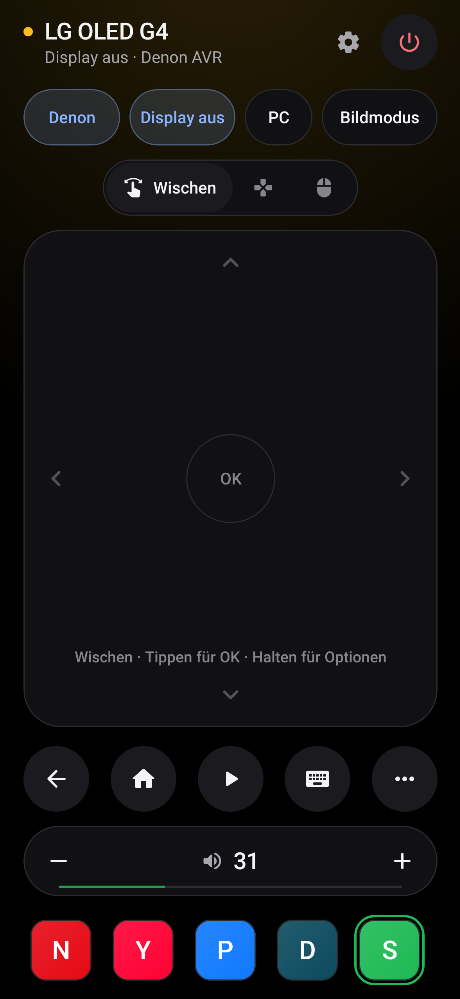 LG OLED G4
Display aus · Denon AVR
Denon
Display aus
PC
Bildmodus
Wischen
OK
Wischen · Tippen für OK · Halten für Optionen
31
N
Y
P
D
S